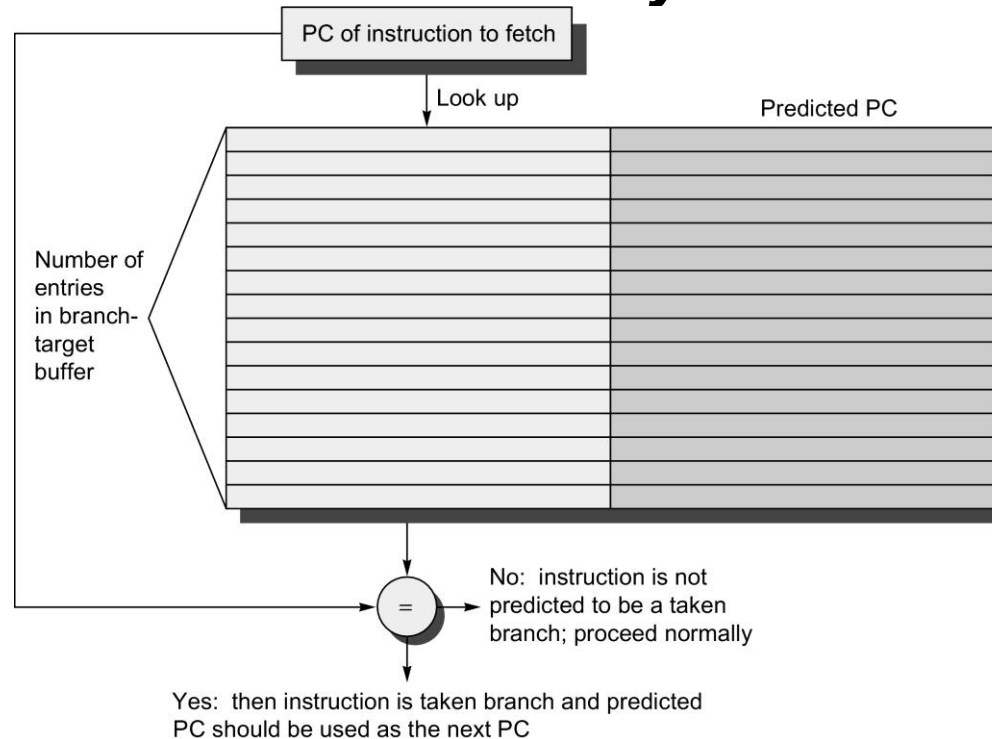 PC of instruction to fetch
Look up
Predicted PC
Number of
entries
in branch-
target
buffer
=
No: instruction is not
predicted to be a taken
branch; proceed normally
Yes: then instruction is taken branch and predicted
PC should be used as the next PC